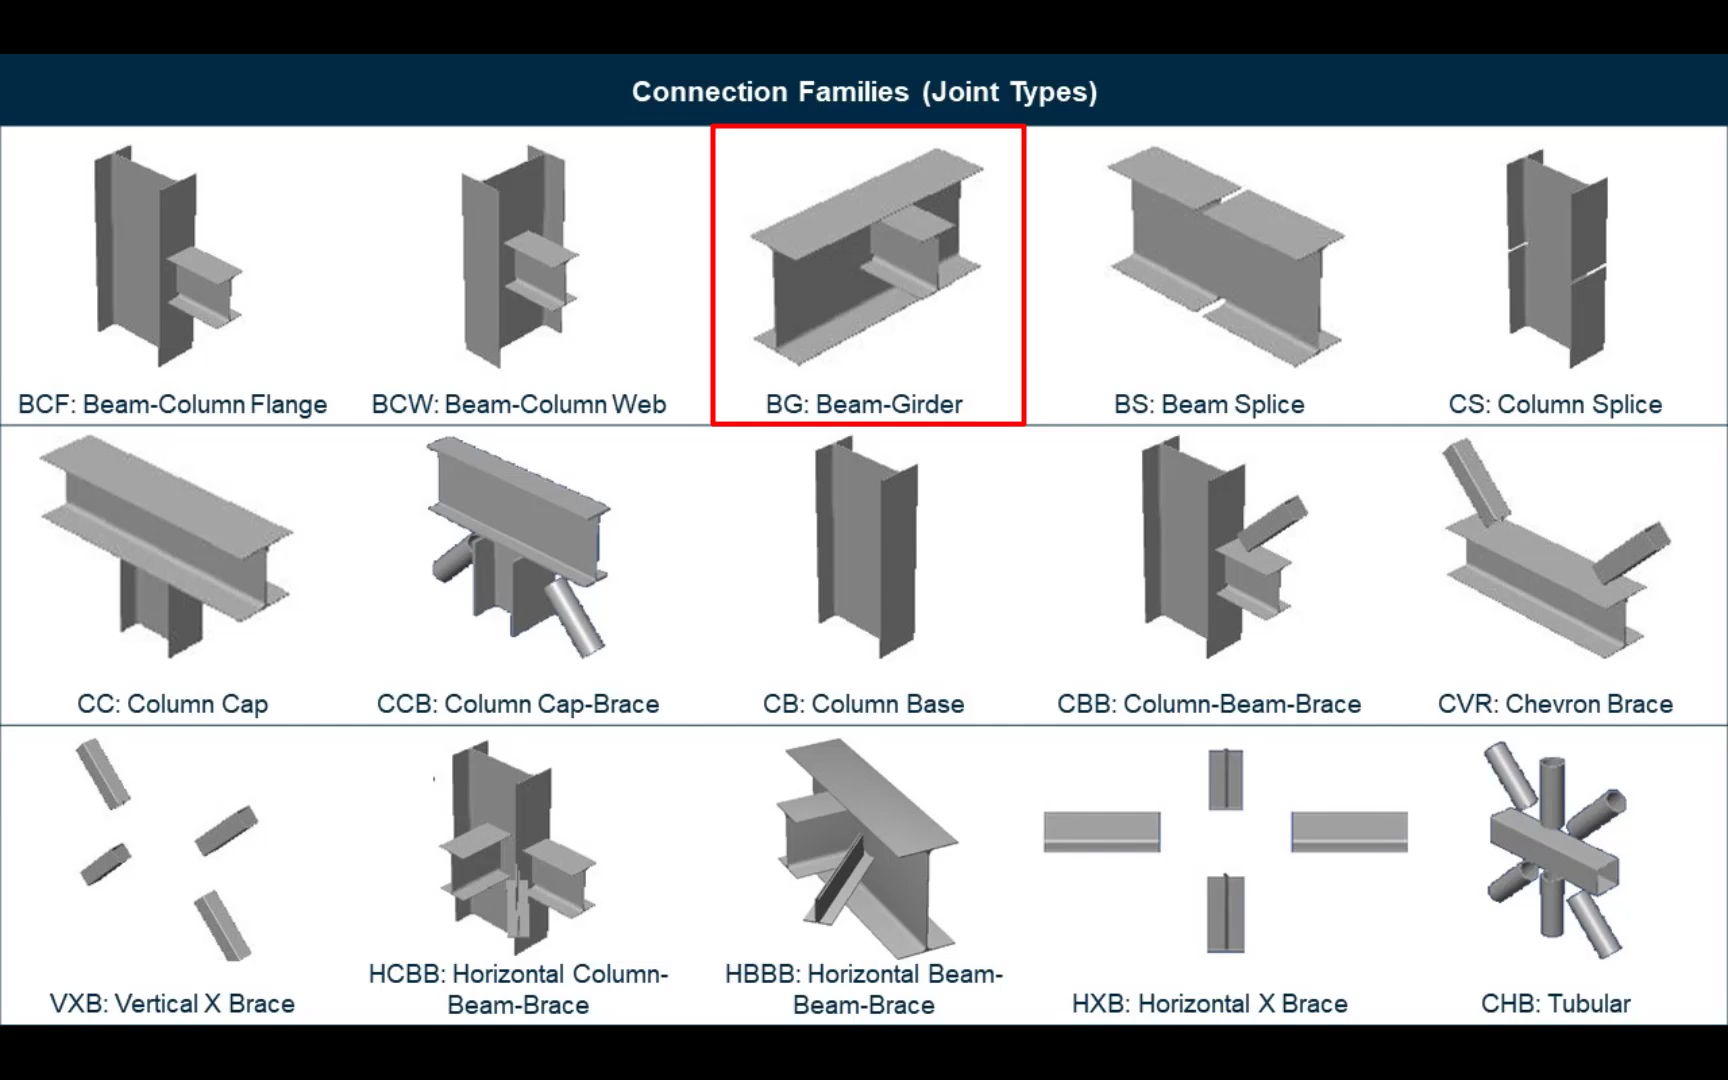 Connection Families (Joint Types)
BCF: Beam-Column Flange
BCW: Beam-Column Web
BG: Beam-Girder
BS: Beam Splice
CS: Column Splice
CC: Column Cap
CCB: Column Cap-Brace
CB: Column Base
CBB: Column-Beam-Brace
CVR: Chevron Brace
VXB: Vertical X Brace
HCBB: Horizontal Column-
Beam-Brace
HBBB: Horizontal Beam-
Beam-Brace
HXB: Horizontal X Brace
CHB: Tubular